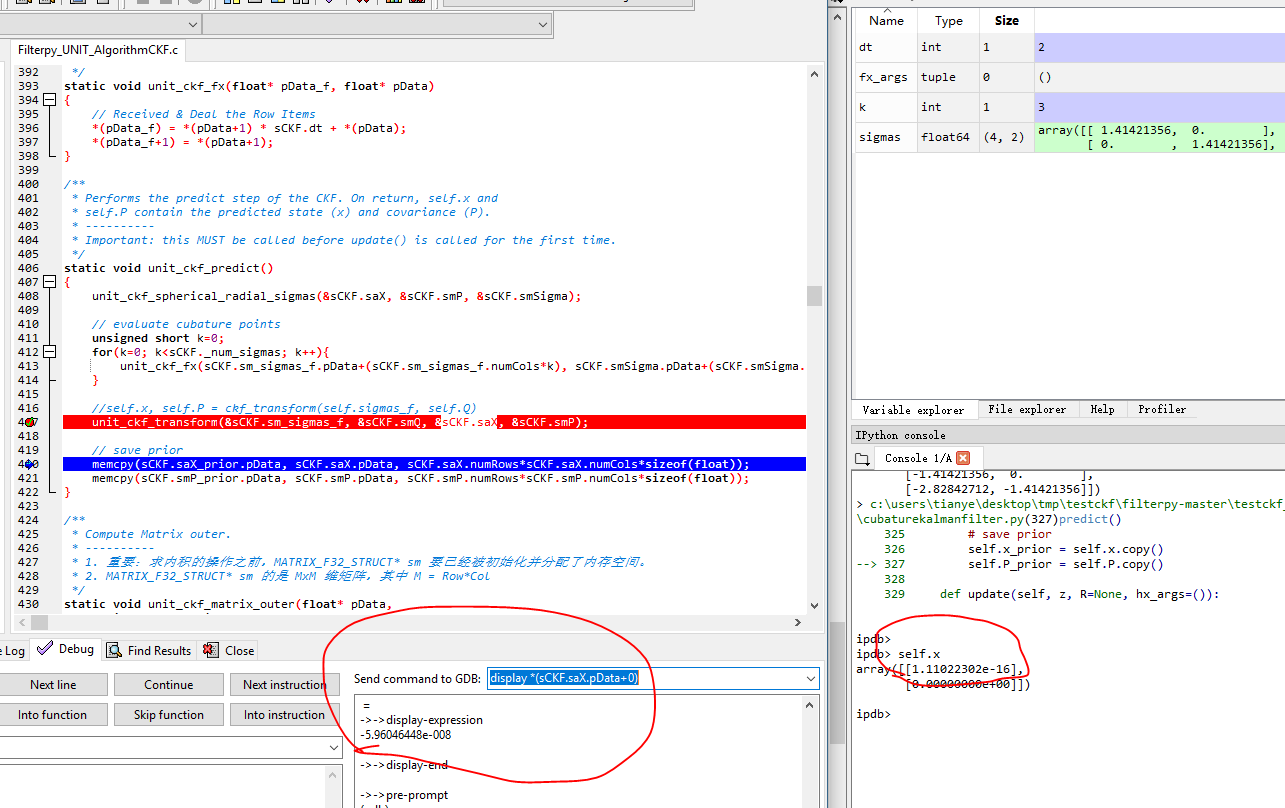 Filterpy_UNIT_AlgorithmCKF.c
392 */
393 static void unit_ckf_fx(float* pData_f, float* pData)
394 {
395 // Received & Deal the Row Items
396 *(pData_f) = *(pData+1) * sCKF.dt + *(pData);
397 *(pData_f+1) = *(pData+1);
398 }
399
400 /**
401 * Performs the predict step of the CKF. On return, self.x and
402 * self.P contain the predicted state (x) and covariance (P).
403 * ----------
404 * Important: this MUST be called before update() is called for the first time.
405 */
406 static void unit_ckf_predict()
407 {
408 unit_ckf_spherical_radial_sigmas(&sCKF.saX, &sCKF.smP, &sCKF.smSigma);
409
410 // evaluate cubature points
411 unsigned short k=0;
412 for(k=0; k<sCKF._num_sigmas; k++){
413 unit_ckf_fx(sCKF.sm_sigmas_f.pData+(sCKF.sm_sigmas_f.numCols*k), sCKF.smSigma.pData+(sCKF.smSigma.
414 }
415
416 //self.x, self.P = ckf_transform(self.sigmas_f, self.Q)
unit_ckf_transform(&sCKF.sm_sigmas_f, &sCKF.smQ, &sCKF.saX, &sCKF.smP);
418
419 // save prior
memcpy(sCKF.saX_prior.pData, sCKF.saX.pData, sCKF.saX.numRows*sCKF.saX.numCols*sizeof(float));
421 memcpy(sCKF.smP_prior.pData, sCKF.smP.pData, sCKF.smP.numRows*sCKF.smP.numCols*sizeof(float));
422 }
423
424 /**
425 * Compute Matrix outer.
426 * ----------
427 * 1. 重要：求内积的操作之前，MATRIX_F32_STRUCT* sm 要已经被初始化并分配了内存空间。
428 * 2. MATRIX_F32_STRUCT* sm 的是 MxM 维矩阵，其中 M = Row*Col
429 */
430 static void unit_ckf_matrix_outer(float* pData,
e Log Debug Find Results Close
Next line Continue Next instruction
Into function Skip function Into instruction
Send command to GDB: display *(sCKF.saX.pData+0)
=
->->display-expression
-5.96046448e-008
->->display-end
->->pre-prompt
Name Type Size
dt int 1 2
fx_args tuple 0 ()
k int 1 3
sigmas float64 (4, 2) array([[ 1.41421356, 0. ],
[ 0. , 1.41421356],
Variable explorer File explorer Help Profiler
IPython console
Console 1/A
[-1.41421356, 0. ],
[-2.82842712, -1.41421356]])
> c:\users\tianye\desktop\tmp\testckf\filterpy-master\testckf_
\cubaturekalmanfilter.py(327)predict()
325 # save prior
326 self.x_prior = self.x.copy()
--> 327 self.P_prior = self.P.copy()
328
329 def update(self, z, R=None, hx_args=()):
ipdb>
ipdb> self.x
array([[1.11022302e-16],
[0.00000000e+00]])
ipdb>